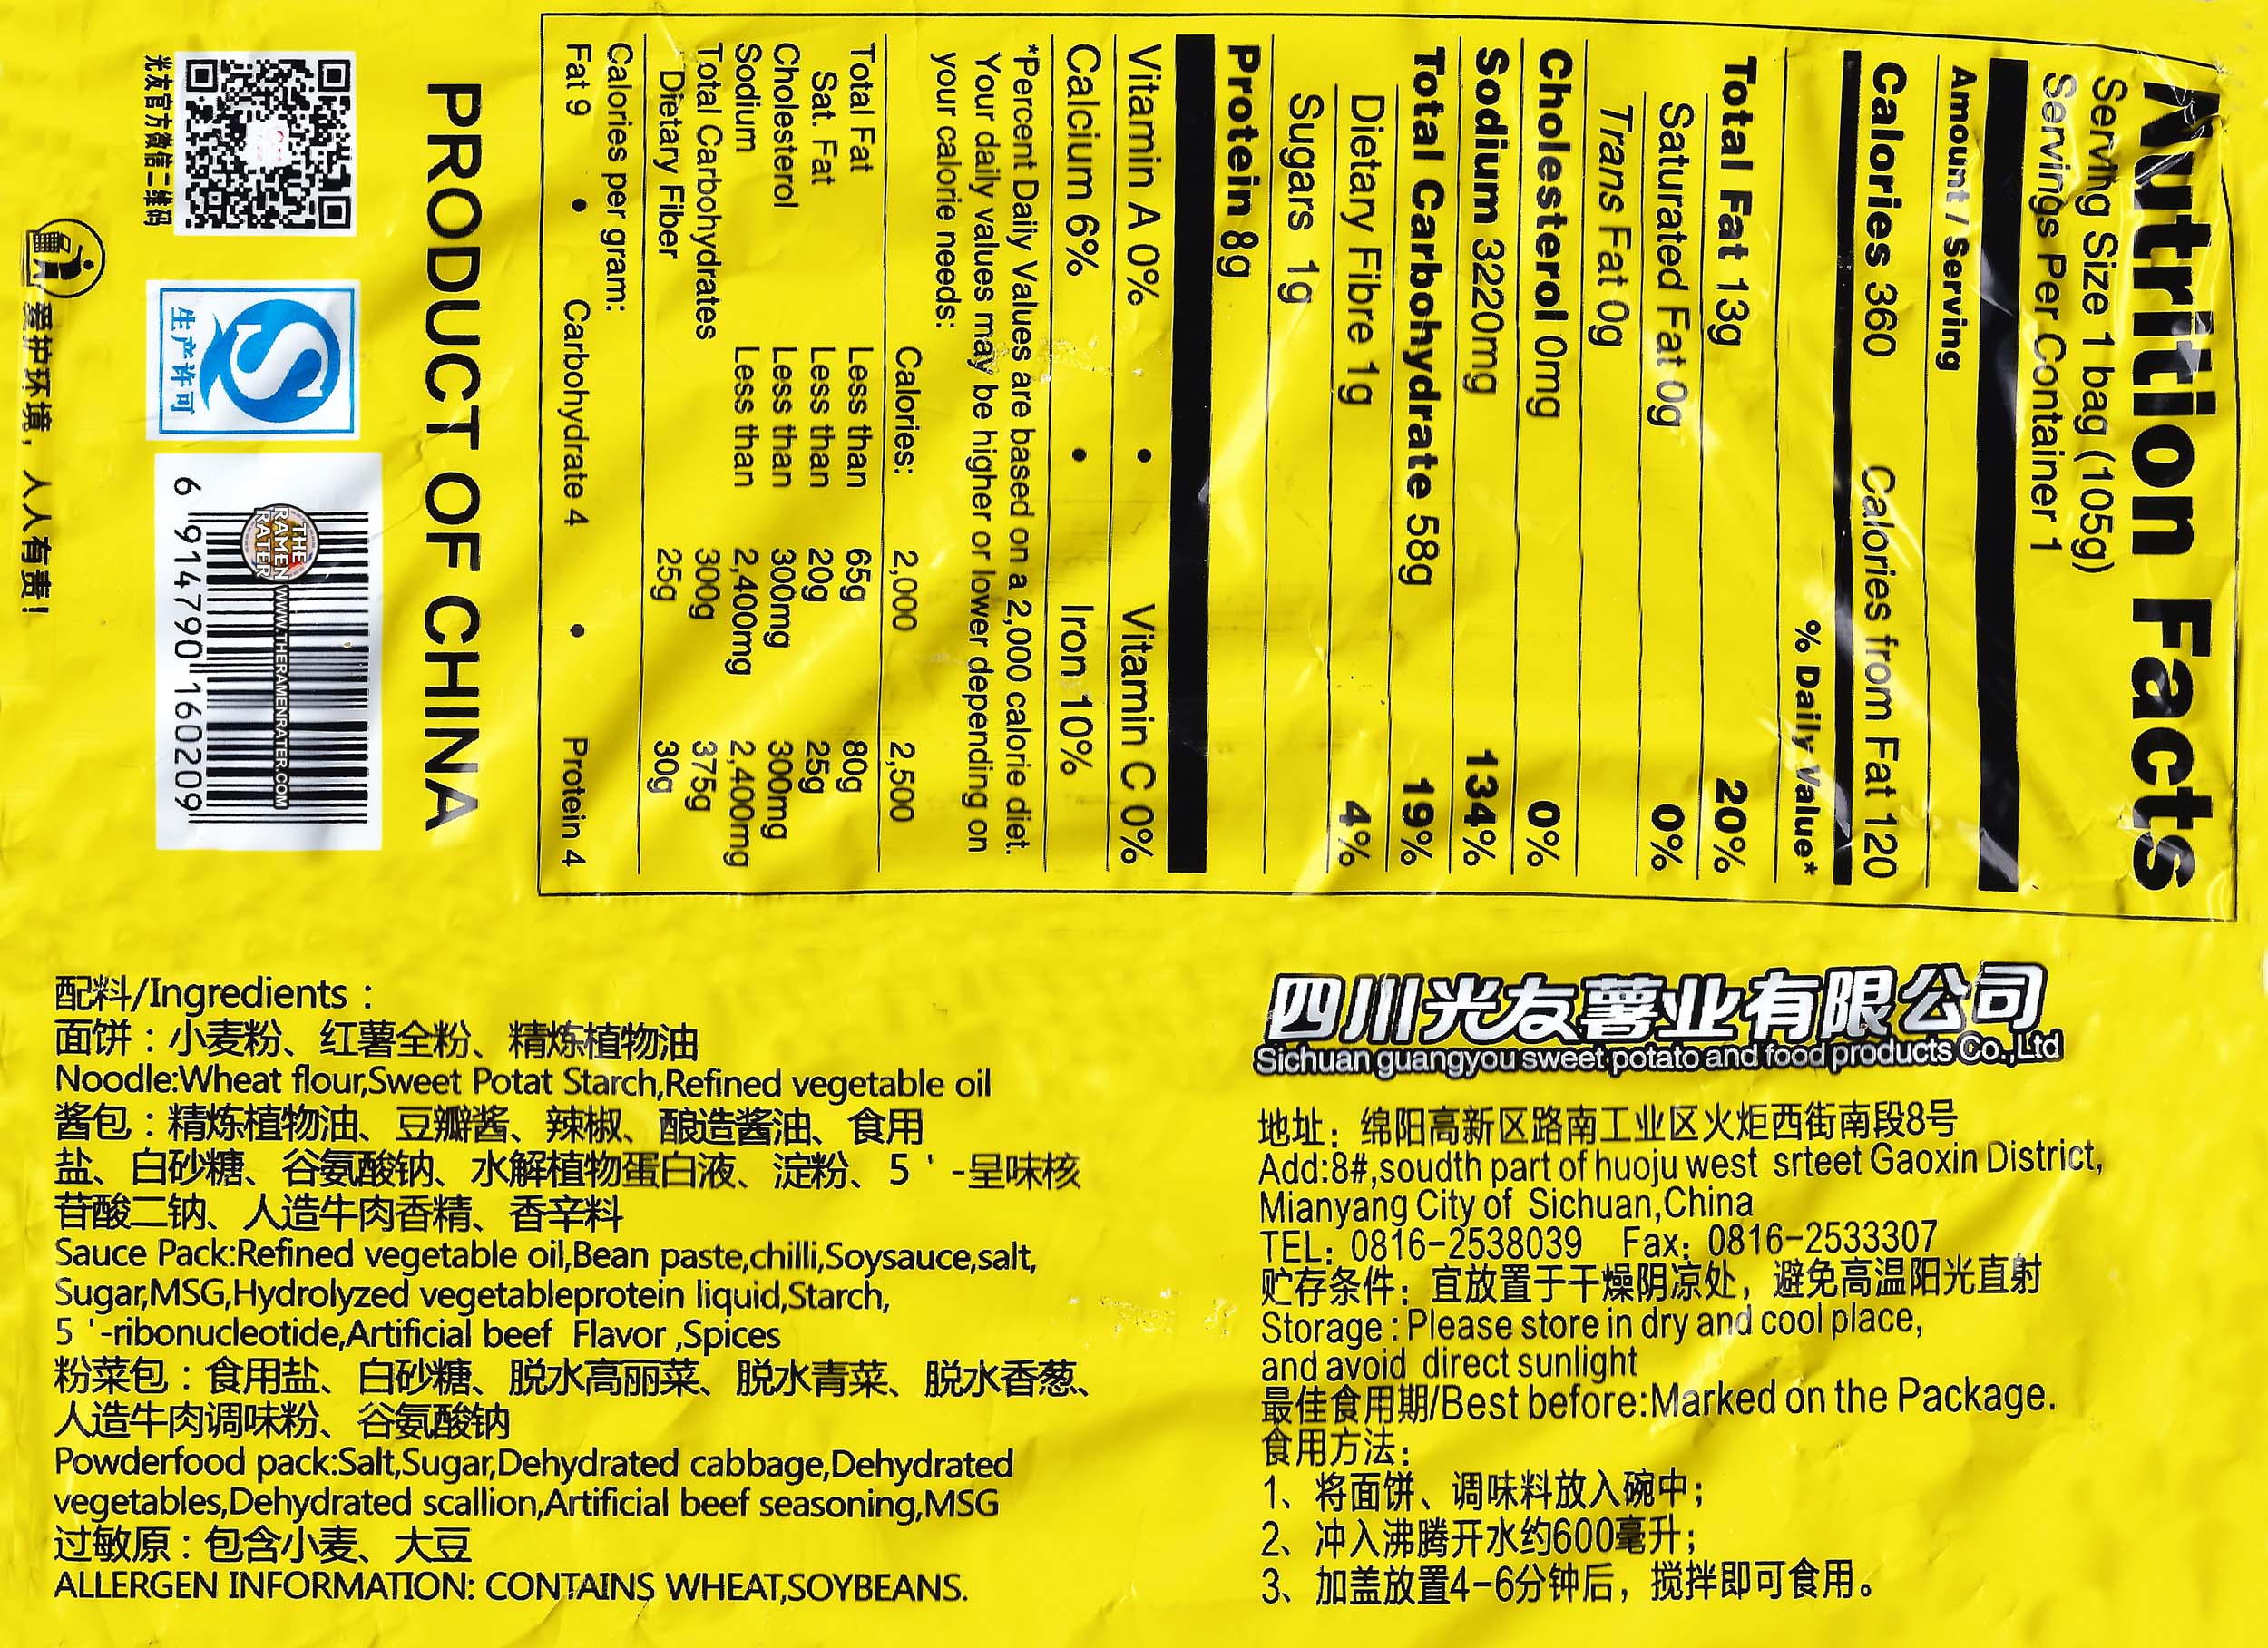 Nutrition Facts
Serving Size 1 bag (105g)
Servings Per Container 1
Amount / Serving
Calories 360 Calories from Fat 120
% Daily Value*
Total Fat 13g 20%
Saturated Fat 0g 0%
Trans Fat 0g
Cholesterol 0mg 0%
Sodium 3220mg 134%
Total Carbohydrate 58g 19%
Dietary Fibre 1g 4%
Sugars 1g
Protein 8g
Vitamin A 0% • Vitamin C 0%
Calcium 6% • Iron 10%
*Percent Daily Values are based on a 2,000 calorie diet.
Your daily values may be higher or lower depending on
your calorie needs:
Calories: 2,000 2,500
Total Fat Less than 65g 80g
Sat. Fat Less than 20g 25g
Cholesterol Less than 300mg 300mg
Sodium Less than 2,400mg 2,400mg
Total Carbohydrates 300g 375g
Dietary Fiber 25g 30g
Calories per gram:
Fat 9 • Carbohydrate 4 • Protein 4
PRODUCT OF CHINA
光友官方微信二维码
S
生产许可
THE
RAMEN
RATER
WWW.THERAMENRATER.COM
6 914790 160209
爱护环境，人人有责！
配料/Ingredients：
面饼：小麦粉、红薯全粉、精炼植物油
Noodle:Wheat flour,Sweet Potat Starch,Refined vegetable oil
酱包：精炼植物油、豆瓣酱、辣椒、酿造酱油、食用
盐、白砂糖、谷氨酸钠、水解植物蛋白液、淀粉、5＇-呈味核
苷酸二钠、人造牛肉香精、香辛料
Sauce Pack:Refined vegetable oil,Bean paste,chilli,Soysauce,salt,
Sugar,MSG,Hydrolyzed vegetableprotein liquid,Starch,
5 '-ribonucleotide,Artificial beef Flavor ,Spices
粉菜包：食用盐、白砂糖、脱水高丽菜、脱水青菜、脱水香葱、
人造牛肉调味粉、谷氨酸钠
Powderfood pack:Salt,Sugar,Dehydrated cabbage,Dehydrated
vegetables,Dehydrated scallion,Artificial beef seasoning,MSG
过敏原：包含小麦、大豆
ALLERGEN INFORMATION: CONTAINS WHEAT,SOYBEANS.
四川光友薯业有限公司
Sichuan guangyou sweet potato and food products Co.,Ltd
地址：绵阳高新区路南工业区火炬西街南段8号
Add:8#,soudth part of huoju west srteet Gaoxin District,
Mianyang City of Sichuan,China
TEL：0816-2538039 Fax：0816-2533307
贮存条件：宜放置于干燥阴凉处，避免高温阳光直射
Storage：Please store in dry and cool place,
and avoid direct sunlight
最佳食用期/Best before:Marked on the Package.
食用方法：
1、将面饼、调味料放入碗中；
2、冲入沸腾开水约600毫升；
3、加盖放置4-6分钟后，搅拌即可食用。